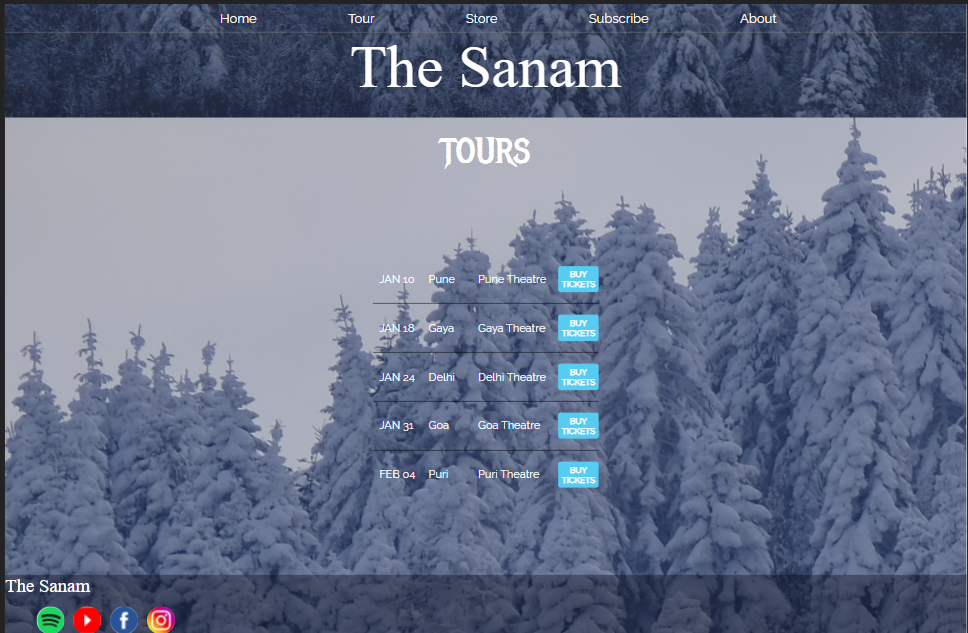 Home Tour Store Subscribe About
The Sanam
TOURS
JAN 10 Pune Pune Theatre BUY TICKETS
JAN 18 Gaya Gaya Theatre BUY TICKETS
JAN 24 Delhi Delhi Theatre BUY TICKETS
JAN 31 Goa Goa Theatre BUY TICKETS
FEB 04 Puri Puri Theatre BUY TICKETS
The Sanam